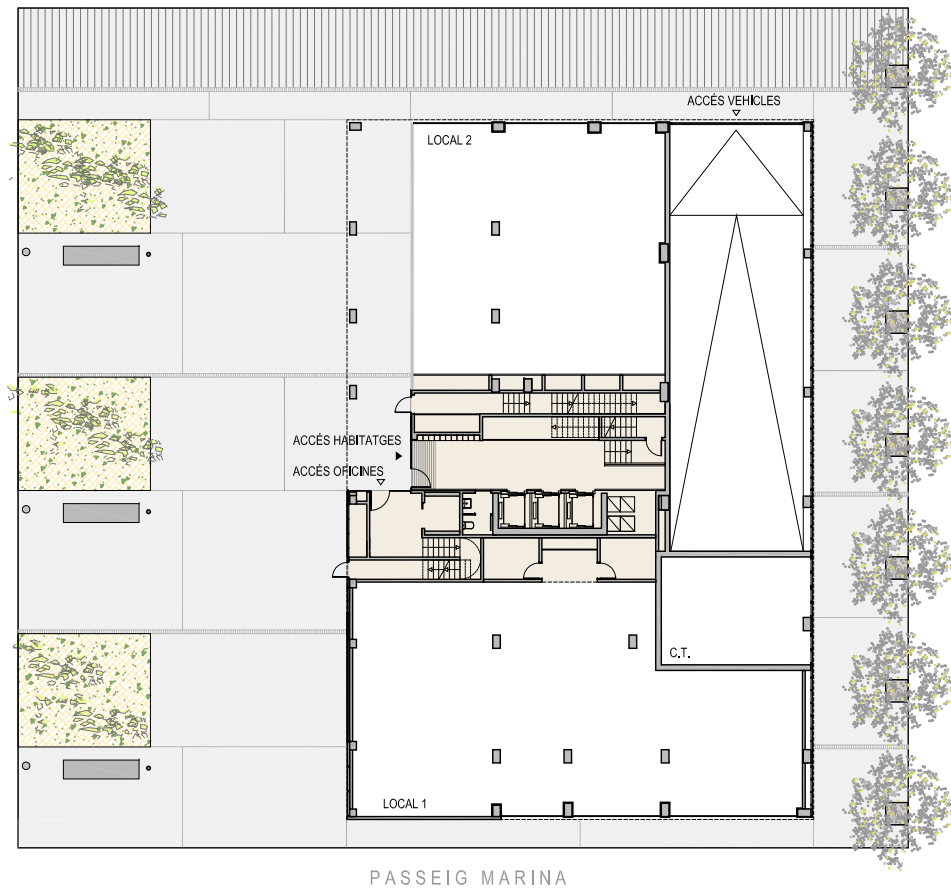 ACCÉS VEHICLES
LOCAL 2
ACCÉS HABITATGES
ACCÉS OFICINES
C.T.
LOCAL 1
PASSEIG MARINA